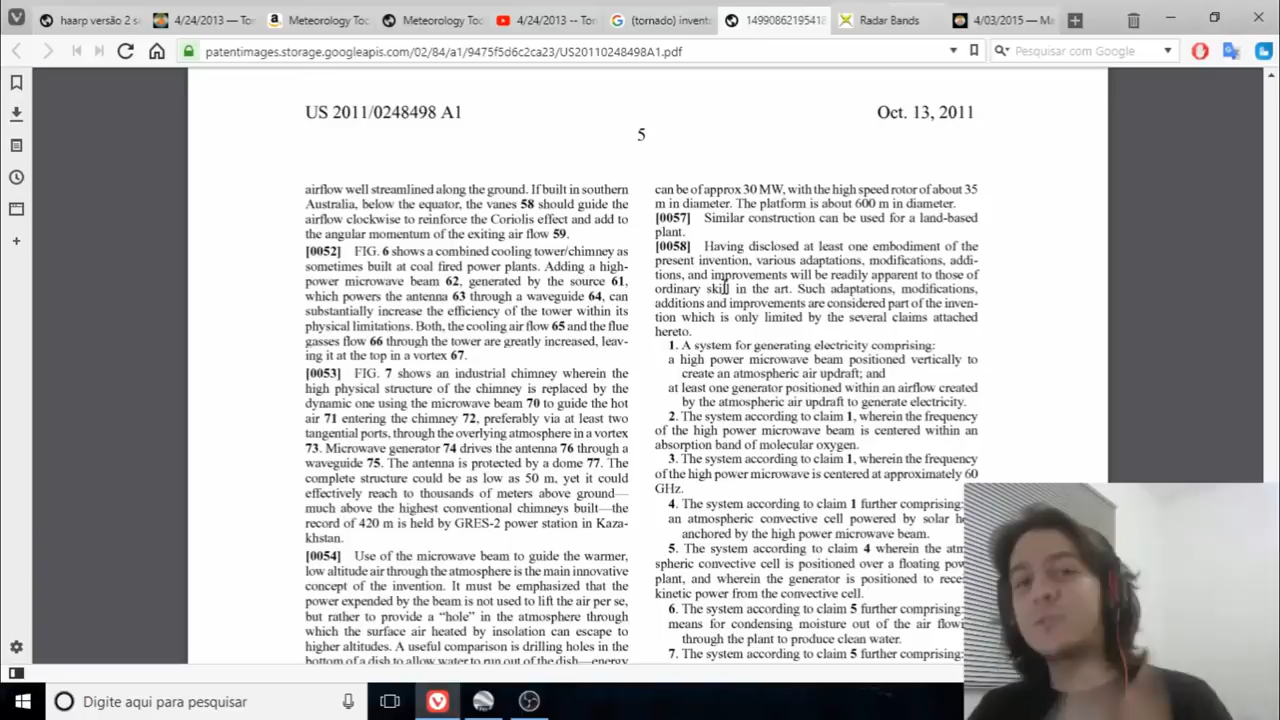 haarp versão 2 s
4/24/2013 — Tor
Meteorology Too
Meteorology Too
4/24/2013 -- Ton
(tornado) invento
14990862195418
Radar Bands
4/03/2015 — Ma
patentimages.storage.googleapis.com/02/84/a1/9475f5d6c2ca23/US20110248498A1.pdf
Pesquisar com Google
US 2011/0248498 A1
Oct. 13, 2011
5
airflow well streamlined along the ground. If built in southern
Australia, below the equator, the vanes 58 should guide the
airflow clockwise to reinforce the Coriolis effect and add to
the angular momentum of the exiting air flow 59.
[0052] FIG. 6 shows a combined cooling tower/chimney as
sometimes built at coal fired power plants. Adding a high-
power microwave beam 62, generated by the source 61,
which powers the antenna 63 through a waveguide 64, can
substantially increase the efficiency of the tower within its
physical limitations. Both, the cooling air flow 65 and the flue
gasses flow 66 through the tower are greatly increased, leav-
ing it at the top in a vortex 67.
[0053] FIG. 7 shows an industrial chimney wherein the
high physical structure of the chimney is replaced by the
dynamic one using the microwave beam 70 to guide the hot
air 71 entering the chimney 72, preferably via at least two
tangential ports, through the overlying atmosphere in a vortex
73. Microwave generator 74 drives the antenna 76 through a
waveguide 75. The antenna is protected by a dome 77. The
complete structure could be as low as 50 m, yet it could
effectively reach to thousands of meters above ground—
much above the highest conventional chimneys built—the
record of 420 m is held by GRES-2 power station in Kaza-
khstan.
[0054] Use of the microwave beam to guide the warmer,
low altitude air through the atmosphere is the main innovative
concept of the invention. It must be emphasized that the
power expended by the beam is not used to lift the air per se,
but rather to provide a “hole” in the atmosphere through
which the surface air heated by insolation can escape to
higher altitudes. A useful comparison is drilling holes in the
bottom of a dish to allow water to run out of the dish—energy
can be of approx 30 MW, with the high speed rotor of about 35
m in diameter. The platform is about 600 m in diameter.
[0057] Similar construction can be used for a land-based
plant.
[0058] Having disclosed at least one embodiment of the
present invention, various adaptations, modifications, addi-
tions, and improvements will be readily apparent to those of
ordinary skill in the art. Such adaptations, modifications,
additions and improvements are considered part of the inven-
tion which is only limited by the several claims attached
hereto.
1. A system for generating electricity comprising:
a high power microwave beam positioned vertically to
create an atmospheric air updraft; and
at least one generator positioned within an airflow created
by the atmospheric air updraft to generate electricity.
2. The system according to claim 1, wherein the frequency
of the high power microwave beam is centered within an
absorption band of molecular oxygen.
3. The system according to claim 1, wherein the frequency
of the high power microwave is centered at approximately 60
GHz.
4. The system according to claim 1 further comprising:
an atmospheric convective cell powered by solar he
anchored by the high power microwave beam.
5. The system according to claim 4 wherein the atm
spheric convective cell is positioned over a floating pow
plant, and wherein the generator is positioned to rece
kinetic power from the convective cell.
6. The system according to claim 5 further comprising:
means for condensing moisture out of the air flowi
through the plant to produce clean water.
7. The system according to claim 5 further comprising:
Digite aqui para pesquisar